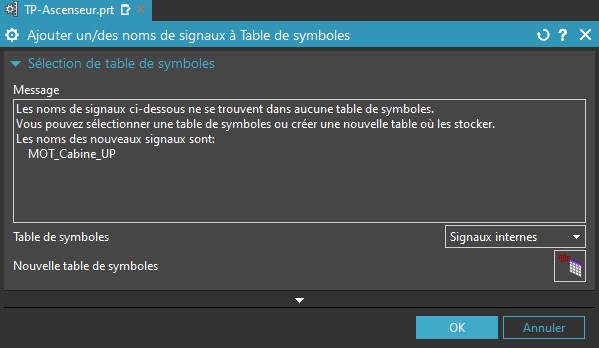 TP-Ascenseur.prt
Ajouter un/des noms de signaux à Table de symboles
Sélection de table de symboles
Message
Les noms de signaux ci-dessous ne se trouvent dans aucune table de symboles.
Vous pouvez sélectionner une table de symboles ou créer une nouvelle table où les stocker.
Les noms des nouveaux signaux sont:
MOT_Cabine_UP
Table de symboles
Signaux internes
Nouvelle table de symboles
OK
Annuler